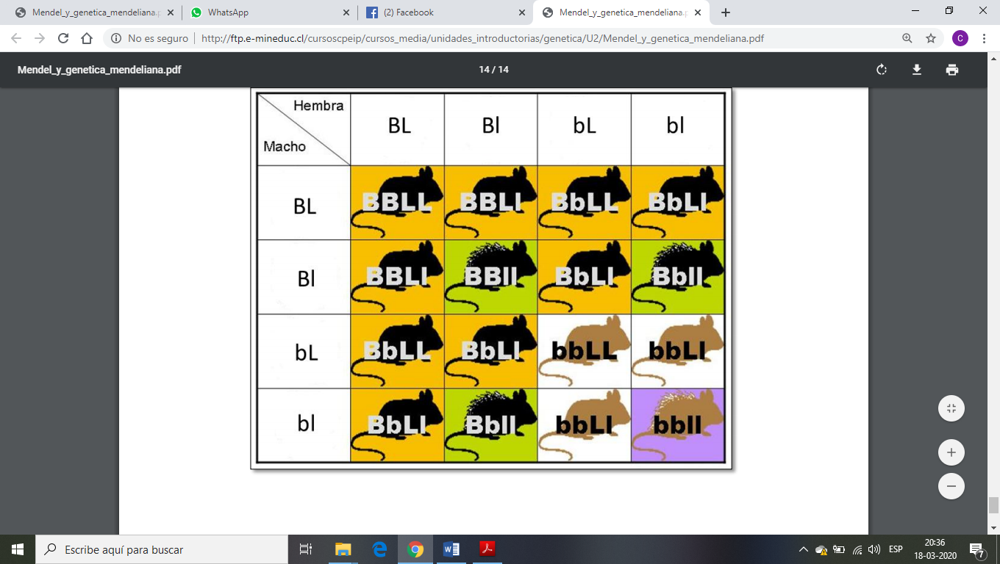 Mendel_y_genetica_mendeliana.p
WhatsApp
(2) Facebook
Mendel_y_genetica_mendeliana.p
No es seguro
http://ftp.e-mineduc.cl/cursoscpeip/cursos_media/unidades_introductorias/genetica/U2/Mendel_y_genetica_mendeliana.pdf
C
Mendel_y_genetica_mendeliana.pdf
14 / 14
Hembra
Macho
BL Bl bL bl
BL BBLL BBLl BbLL BbLl
Bl BBLl BBll BbLl Bbll
bL BbLL BbLl bbLL bbLl
bl BbLl Bbll bbLl bbll
Escribe aquí para buscar
ESP
20:36
18-03-2020
7